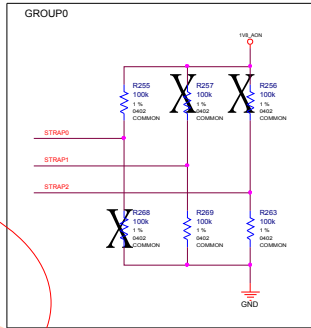 GROUP0
1V8_AON
R255
100k
1 %
0402
COMMON
R257
100k
1 %
0402
COMMON
R256
100k
1 %
0402
COMMON
STRAP0
STRAP1
STRAP2
R268
100k
1 %
0402
COMMON
R269
100k
1 %
0402
COMMON
R263
100k
1 %
0402
COMMON
GND